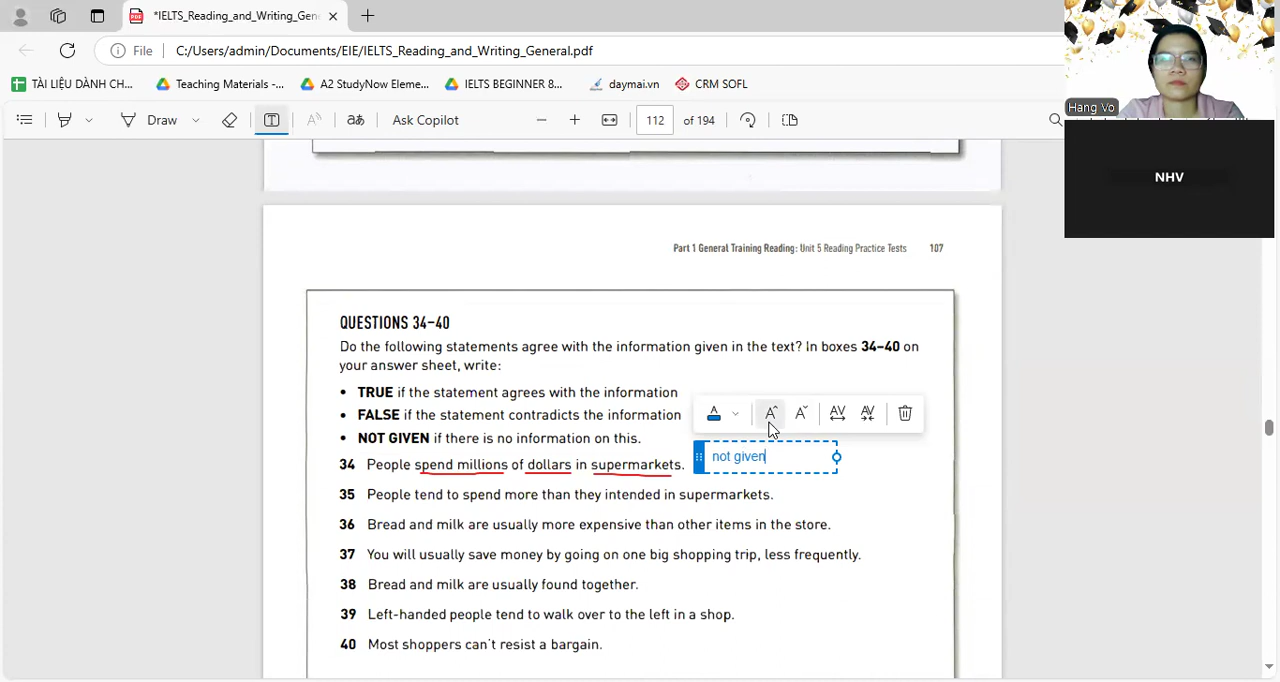 *IELTS_Reading_and_Writing_Gen
File C:/Users/admin/Documents/EIE/IELTS_Reading_and_Writing_General.pdf
TÀI LIỆU DÀNH CH... Teaching Materials -... A2 StudyNow Eleme... IELTS BEGINNER 8... daymai.vn CRM SOFL
Draw aあ Ask Copilot 112 of 194
Hang Vo
NHV
Part 1 General Training Reading: Unit 5 Reading Practice Tests 107
QUESTIONS 34–40
Do the following statements agree with the information given in the text? In boxes 34–40 on
your answer sheet, write:
• TRUE if the statement agrees with the information
• FALSE if the statement contradicts the information
• NOT GIVEN if there is no information on this.
34 People spend millions of dollars in supermarkets. not given
35 People tend to spend more than they intended in supermarkets.
36 Bread and milk are usually more expensive than other items in the store.
37 You will usually save money by going on one big shopping trip, less frequently.
38 Bread and milk are usually found together.
39 Left-handed people tend to walk over to the left in a shop.
40 Most shoppers can't resist a bargain.